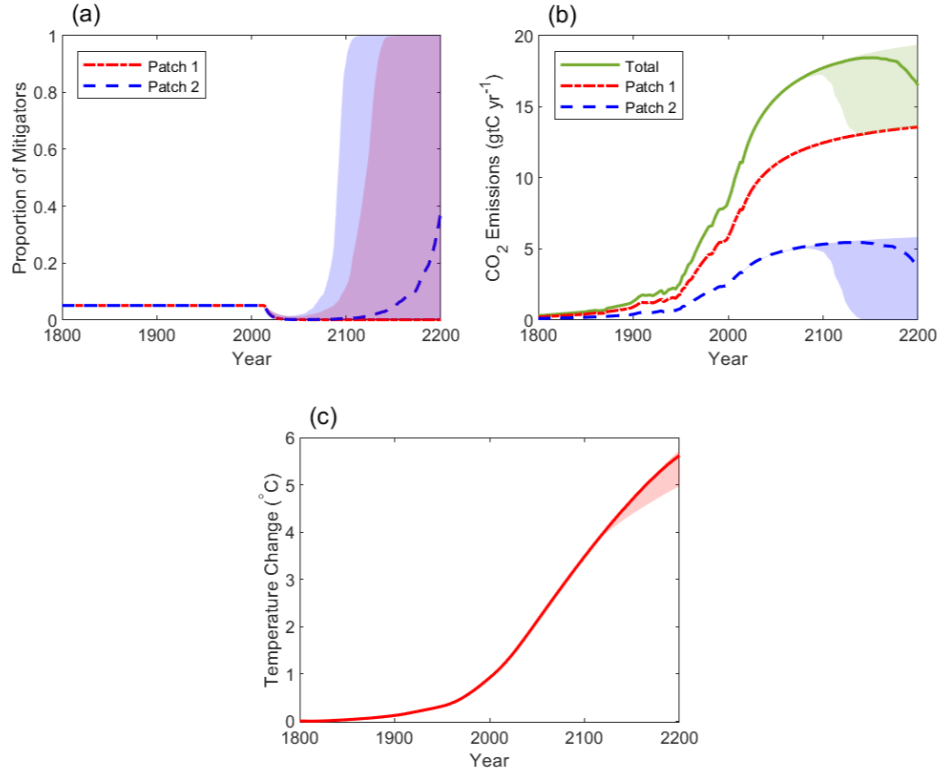 (a)
Proportion of Mitigators
1
0.8
0.6
0.4
0.2
0
Patch 1
Patch 2
1800 1900 2000 2100 2200
Year
(b)
CO2 Emissions (gtC yr-1)
20
15
10
5
0
Total
Patch 1
Patch 2
1800 1900 2000 2100 2200
Year
(c)
Temperature Change (°C)
6
5
4
3
2
1
0
1800 1900 2000 2100 2200
Year